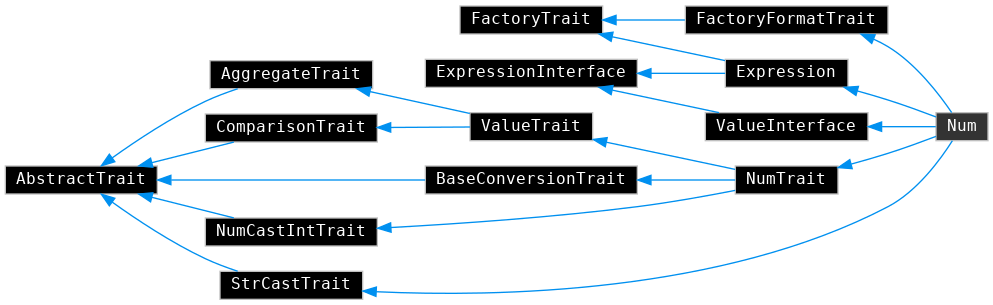 FactoryTrait
FactoryFormatTrait
AggregateTrait
ExpressionInterface
Expression
ComparisonTrait
ValueTrait
ValueInterface
Num
AbstractTrait
BaseConversionTrait
NumTrait
NumCastIntTrait
StrCastTrait